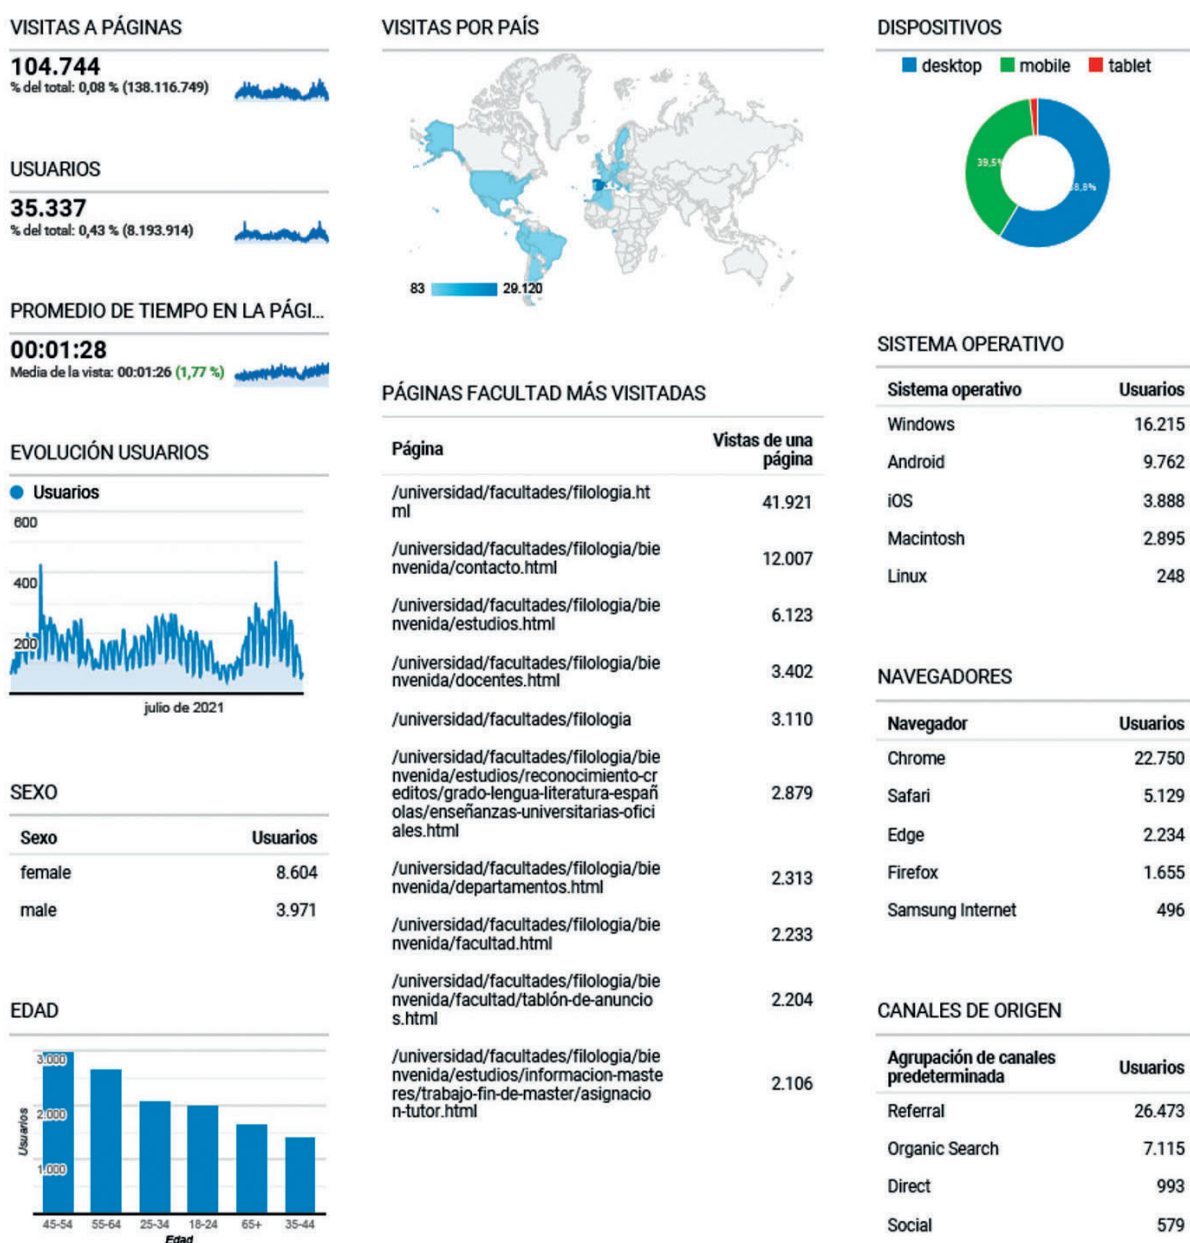 VISITAS A PÁGINAS
104.744
% del total: 0,08 % (138.116.749)
USUARIOS
35.337
% del total: 0,43 % (8.193.914)
PROMEDIO DE TIEMPO EN LA PÁGI...
00:01:28
Media de la vista: 00:01:26 (1,77 %)
EVOLUCIÓN USUARIOS
Usuarios
600
400
200
julio de 2021
SEXO
Sexo Usuarios
female 8.604
male 3.971
EDAD
3.000
2.000
1.000
Usuarios
45-54 55-64 25-34 18-24 65+ 35-44
Edad
VISITAS POR PAÍS
83 29.120
PÁGINAS FACULTAD MÁS VISITADAS
Página
Vistas de una
página
/universidad/facultades/filologia.ht
ml
41.921
/universidad/facultades/filologia/bie
nvenida/contacto.html
12.007
/universidad/facultades/filologia/bie
nvenida/estudios.html
6.123
/universidad/facultades/filologia/bie
nvenida/docentes.html
3.402
/universidad/facultades/filologia 3.110
/universidad/facultades/filologia/bie
nvenida/estudios/reconocimiento-cr
editos/grado-lengua-literatura-españ
olas/enseñanzas-universitarias-ofici
ales.html
2.879
/universidad/facultades/filologia/bie
nvenida/departamentos.html
2.313
/universidad/facultades/filologia/bie
nvenida/facultad.html
2.233
/universidad/facultades/filologia/bie
nvenida/facultad/tablón-de-anuncio
s.html
2.204
/universidad/facultades/filologia/bie
nvenida/estudios/informacion-maste
res/trabajo-fin-de-master/asignacio
n-tutor.html
2.106
DISPOSITIVOS
desktop mobile tablet
39,5%
8,8%
SISTEMA OPERATIVO
Sistema operativo Usuarios
Windows 16.215
Android 9.762
iOS 3.888
Macintosh 2.895
Linux 248
NAVEGADORES
Navegador Usuarios
Chrome 22.750
Safari 5.129
Edge 2.234
Firefox 1.655
Samsung Internet 496
CANALES DE ORIGEN
Agrupación de canales
predeterminada
Usuarios
Referral 26.473
Organic Search 7.115
Direct 993
Social 579